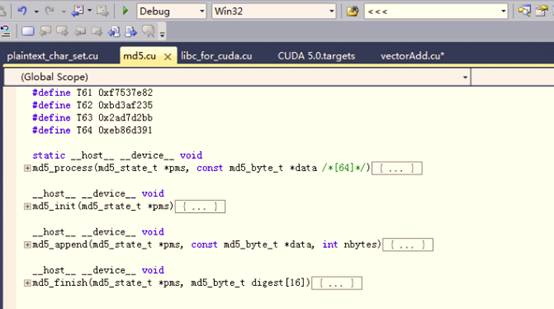 Debug Win32 <<<
plaintext_char_set.cu md5.cu libc_for_cuda.cu CUDA 5.0.targets vectorAdd.cu*
(Global Scope)
#define T61 0xf7537e82
#define T62 0xbd3af235
#define T63 0x2ad7d2bb
#define T64 0xeb86d391
static __host__ __device__ void
md5_process(md5_state_t *pms, const md5_byte_t *data /*[64]*/){ ... }
__host__ __device__ void
md5_init(md5_state_t *pms){ ... }
__host__ __device__ void
md5_append(md5_state_t *pms, const md5_byte_t *data, int nbytes){ ... }
__host__ __device__ void
md5_finish(md5_state_t *pms, md5_byte_t digest[16]){ ... }